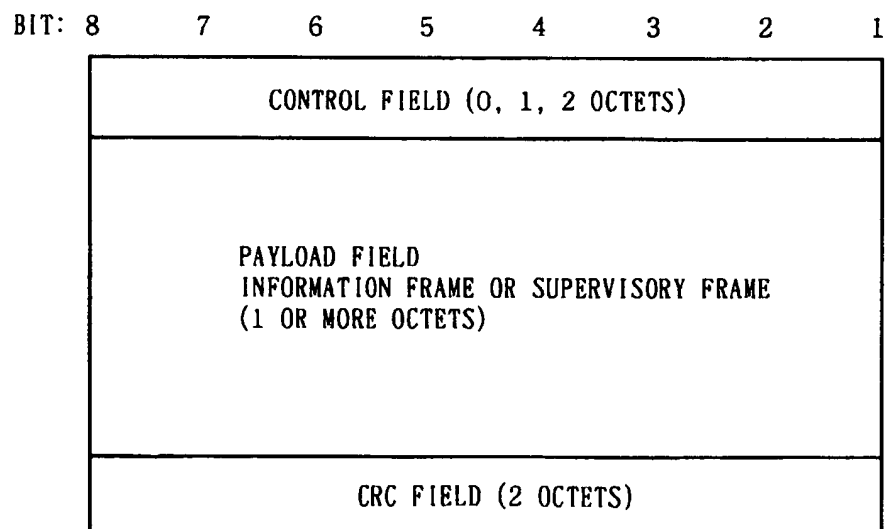 BIT: 8 7 6 5 4 3 2 1
CONTROL FIELD (0, 1, 2 OCTETS)
PAYLOAD FIELD
INFORMATION FRAME OR SUPERVISORY FRAME
(1 OR MORE OCTETS)
CRC FIELD (2 OCTETS)